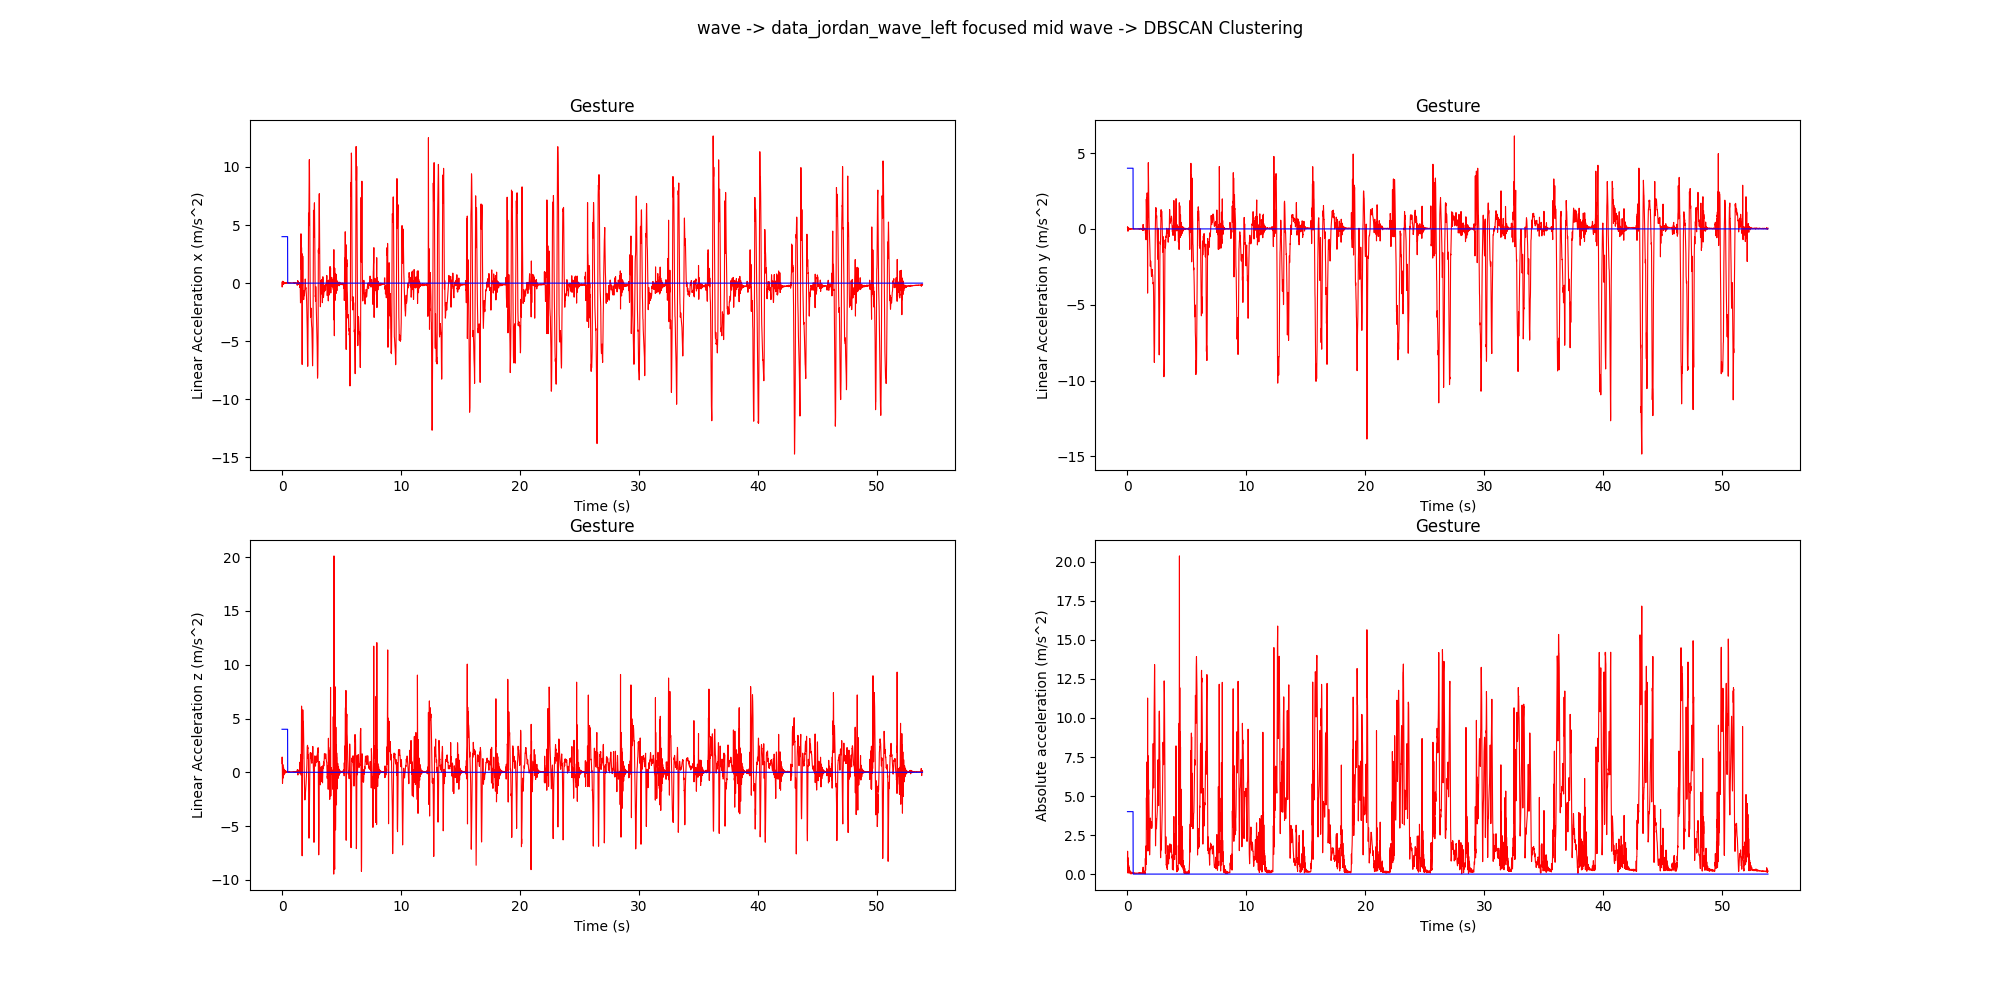 wave -> data_jordan_wave_left focused mid wave -> DBSCAN Clustering
Gesture
Linear Acceleration x (m/s^2)
10
5
0
−5
−10
−15
0 10 20 30 40 50
Time (s)
Gesture
Linear Acceleration y (m/s^2)
5
0
−5
−10
−15
0 10 20 30 40 50
Time (s)
Gesture
Linear Acceleration z (m/s^2)
20
15
10
5
0
−5
−10
0 10 20 30 40 50
Time (s)
Gesture
Absolute acceleration (m/s^2)
20.0
17.5
15.0
12.5
10.0
7.5
5.0
2.5
0.0
0 10 20 30 40 50
Time (s)